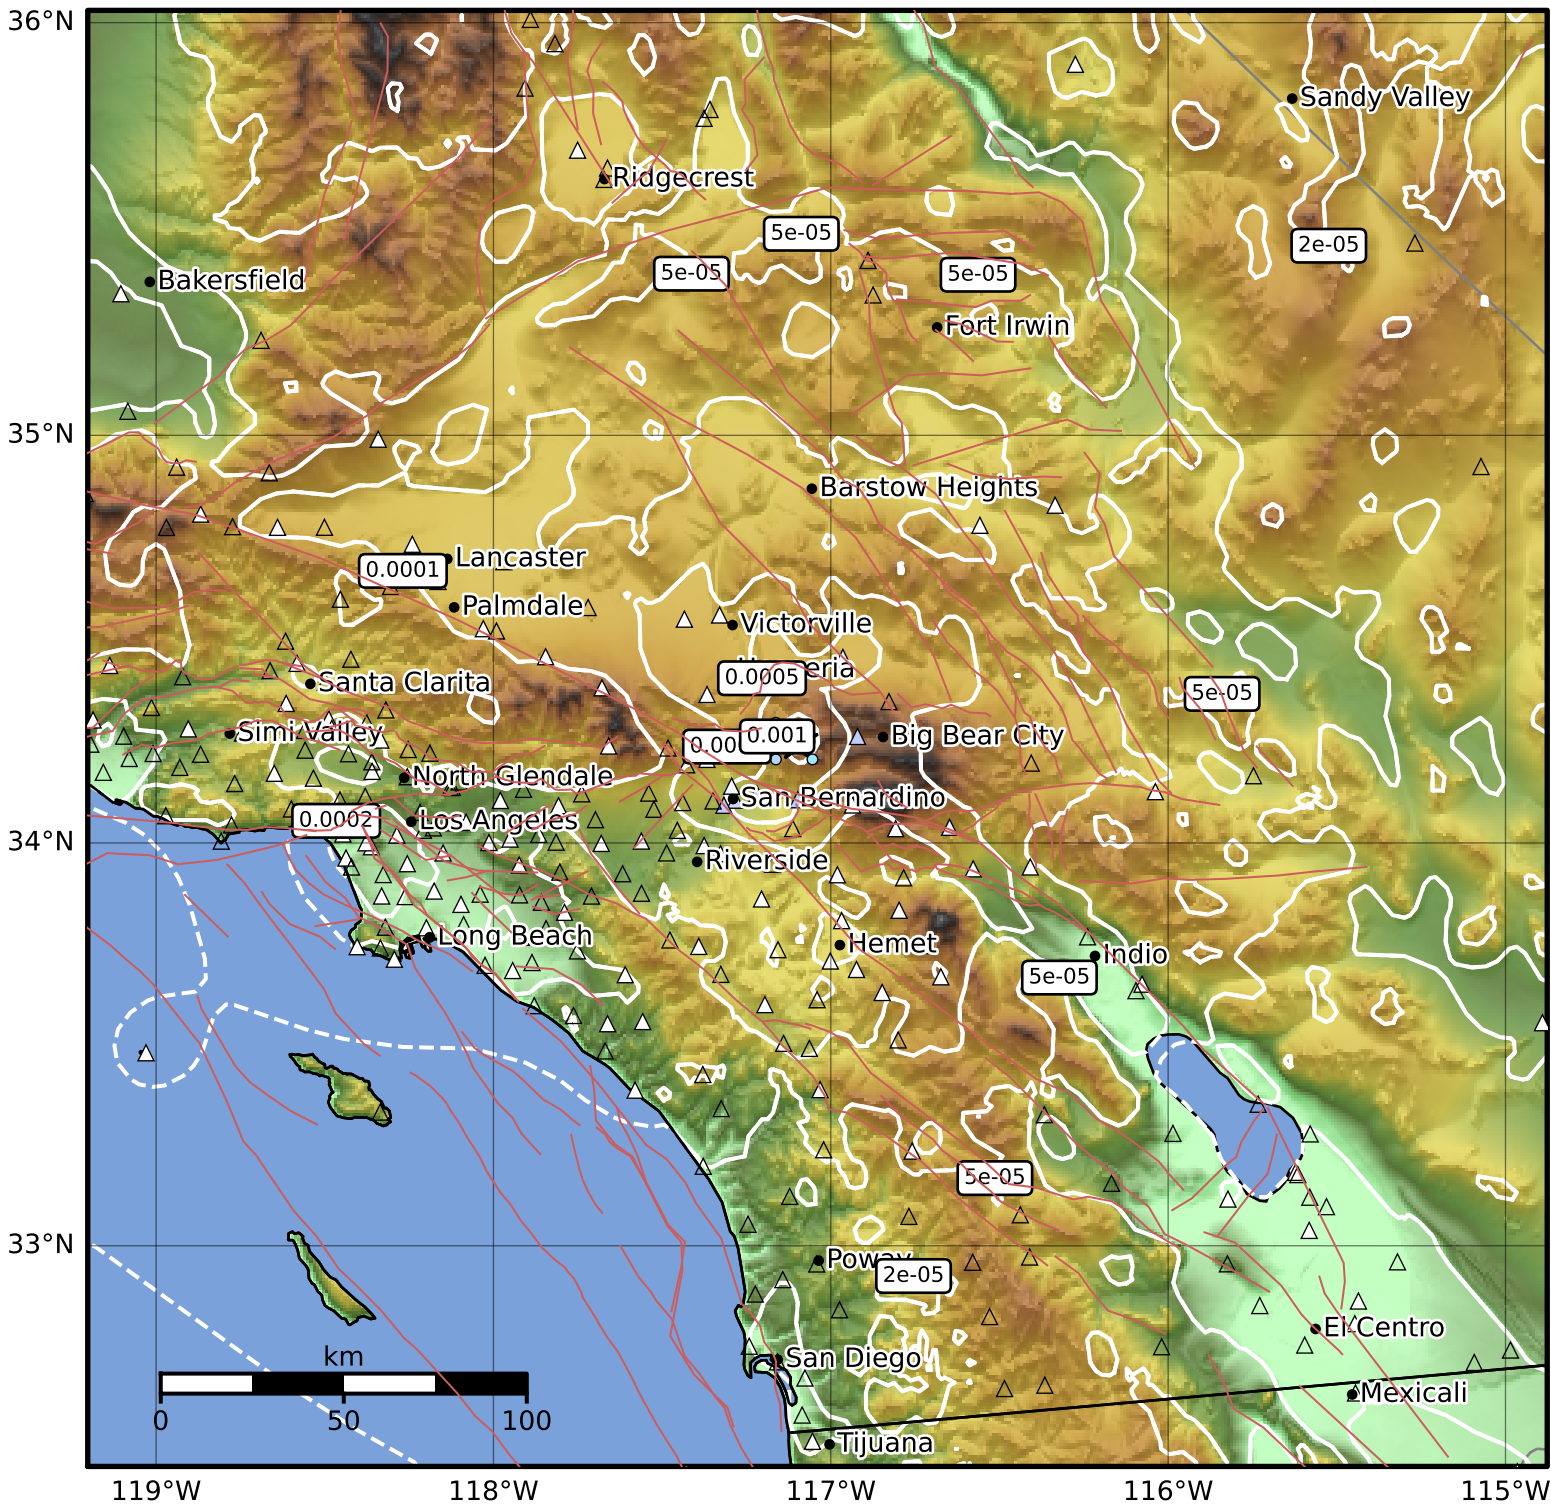 36°N
Sandy Valley
Ridgecrest
5e-05
2e-05
5e-05
5e-05
Bakersfield
Fort Irwin
35°N
Barstow Heights
Lancaster
0.0001
Palmdale
Victorville
0.0005
Santa Clarita
5e-05
Simi Valley
0.001
Big Bear City
North Glendale
San Bernardino
0.0002
Los Angeles
34°N
Riverside
Long Beach
Hemet
Indio
5e-05
5e-05
33°N
Poway
2e-05
El Centro
km
San Diego
Mexicali
0 50 100
Tijuana
119°W 118°W 117°W 116°W 115°W